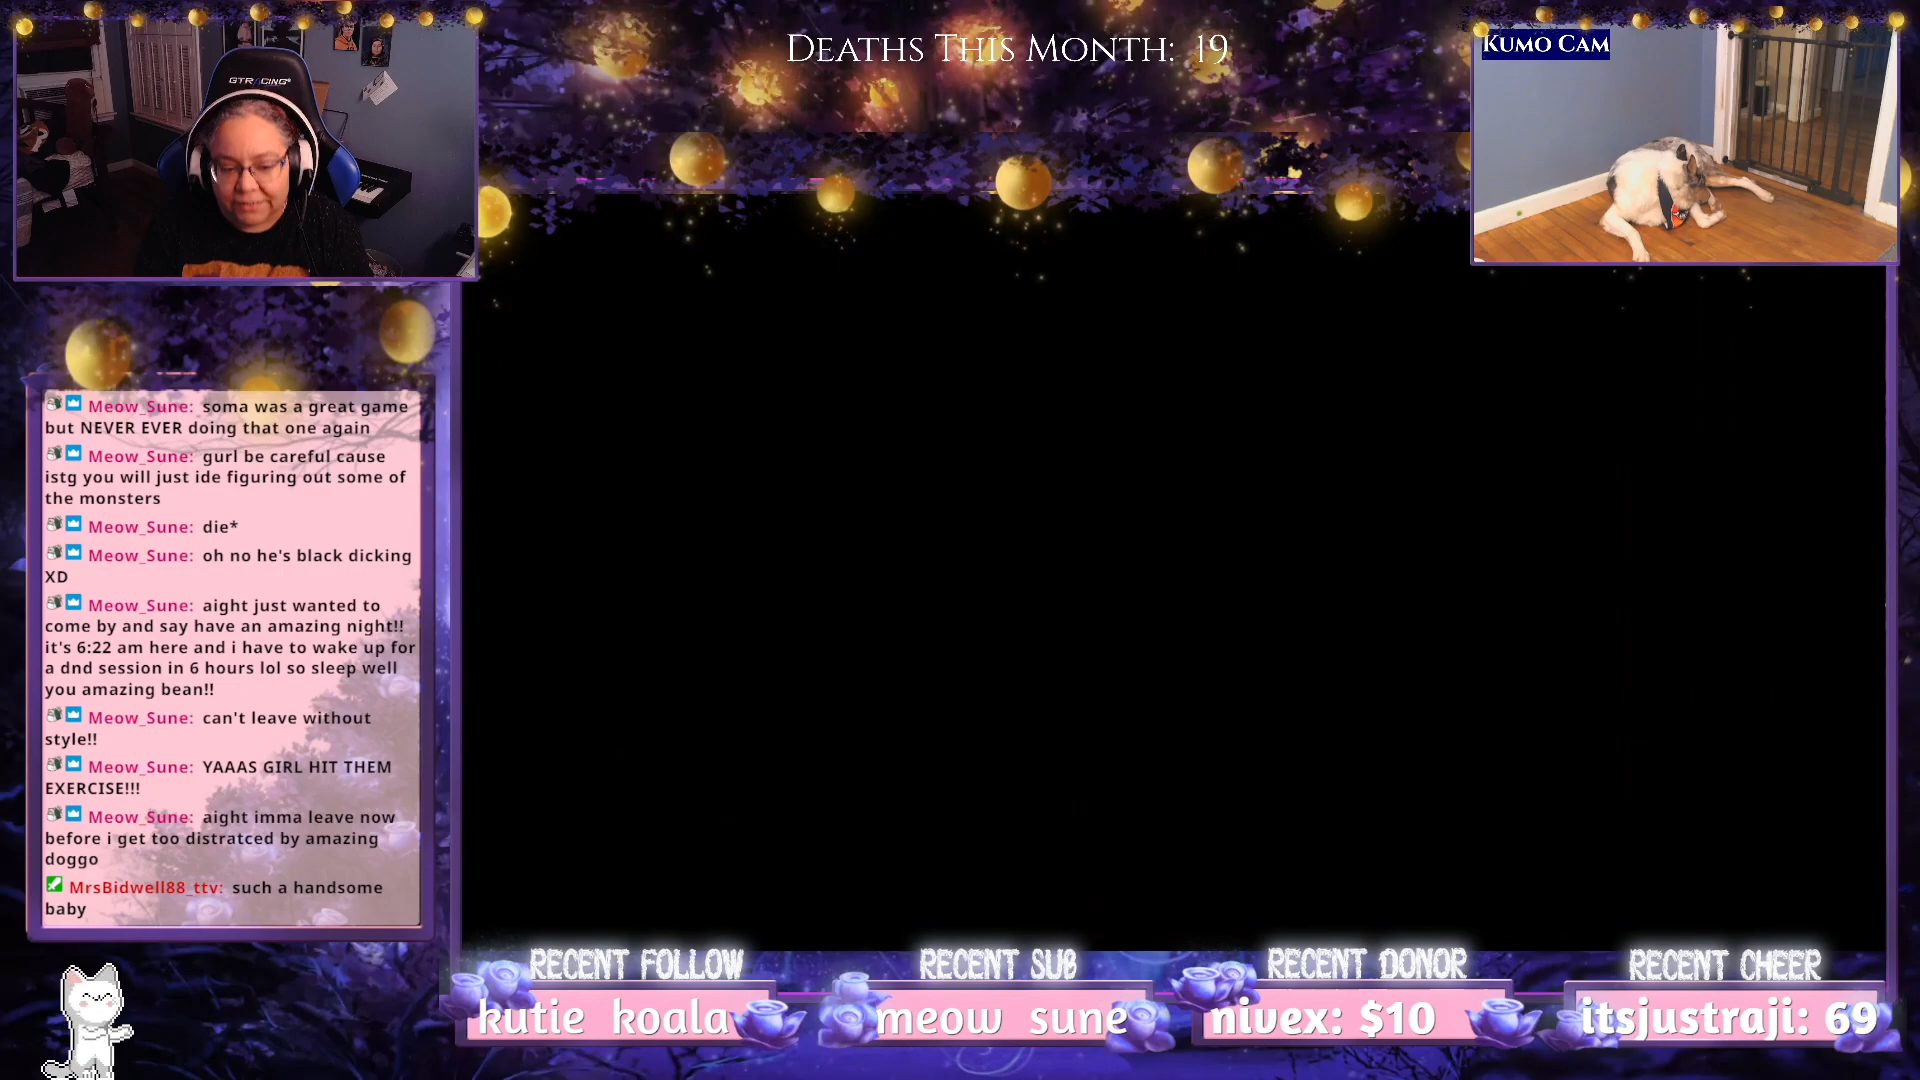 DEATHS THIS MONTH: 19
KUMO CAM
GTRACING
Meow_Sune: soma was a great game
but NEVER EVER doing that one again
Meow_Sune: gurl be careful cause
istg you will just ide figuring out some of
the monsters
Meow_Sune: die*
Meow_Sune: oh no he's black dicking
XD
Meow_Sune: aight just wanted to
come by and say have an amazing night!!
it's 6:22 am here and i have to wake up for
a dnd session in 6 hours lol so sleep well
you amazing bean!!
Meow_Sune: can't leave without
style!!
Meow_Sune: YAAAS GIRL HIT THEM
EXERCISE!!!
Meow_Sune: aight imma leave now
before i get too distratced by amazing
doggo
MrsBidwell88_ttv: such a handsome
baby
RECENT FOLLOW
kutie koala
RECENT SUB
meow sune
RECENT DONOR
nivex: $10
RECENT CHEER
itsjustraji: 69